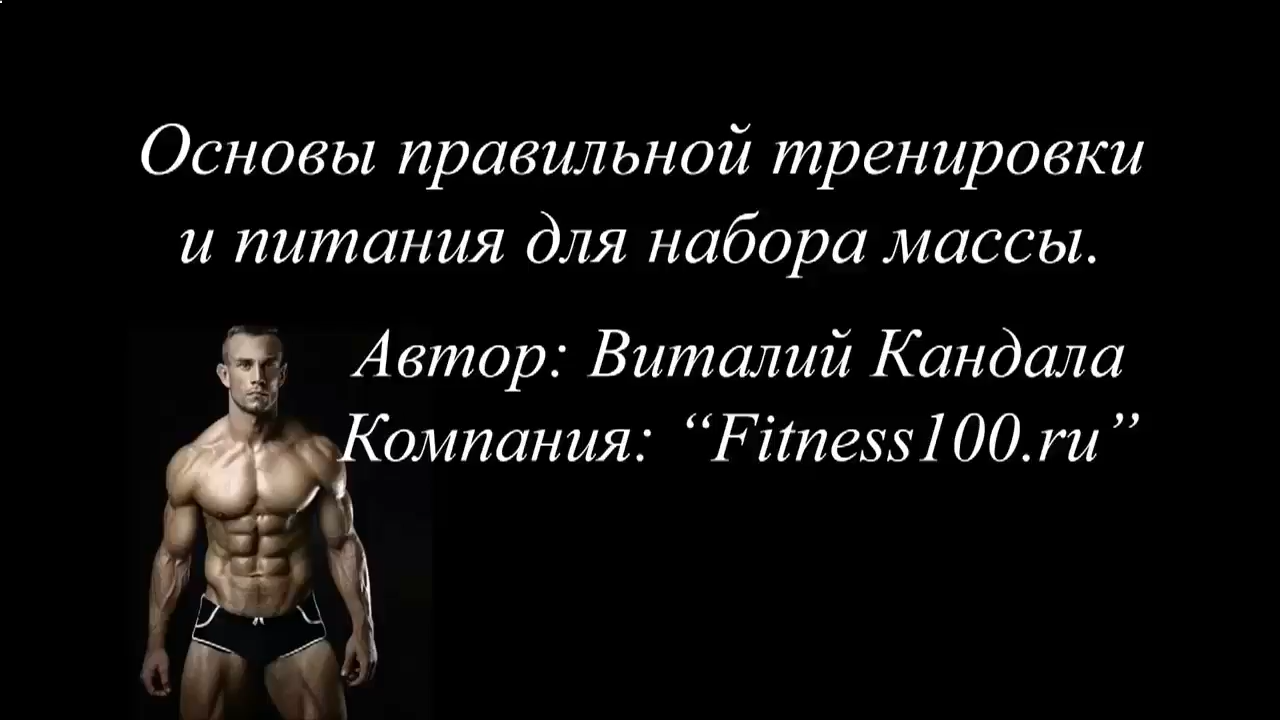 Основы правильной тренировки
и питания для набора массы.
Автор: Виталий Кандала
Компания: “Fitness100.ru”